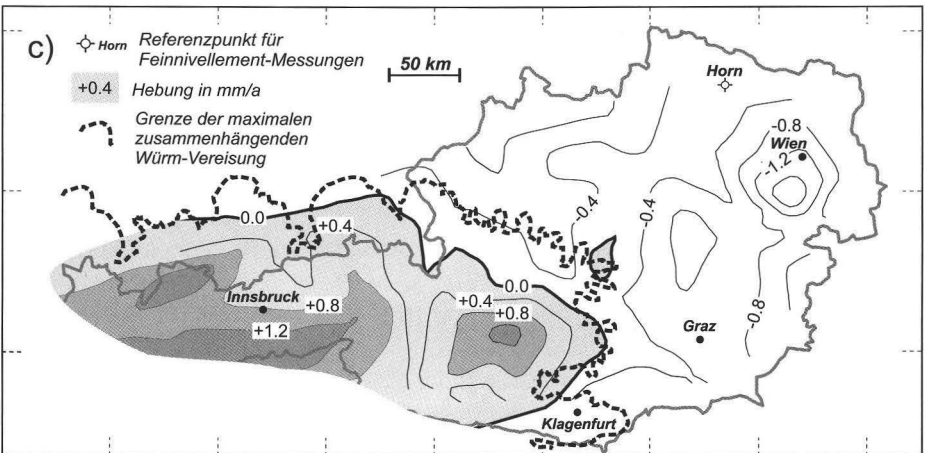 c)
Horn Referenzpunkt für
Feinnivellement-Messungen
+0.4 Hebung in mm/a
Grenze der maximalen
zusammenhängenden
Würm-Vereisung
50 km
Horn
-0.8
Wien
-1.2
0.0
+0.4
-0.4
-0.4
0.0
Innsbruck
+0.8
+0.4
+0.8
+1.2
-0.8
Graz
Klagenfurt